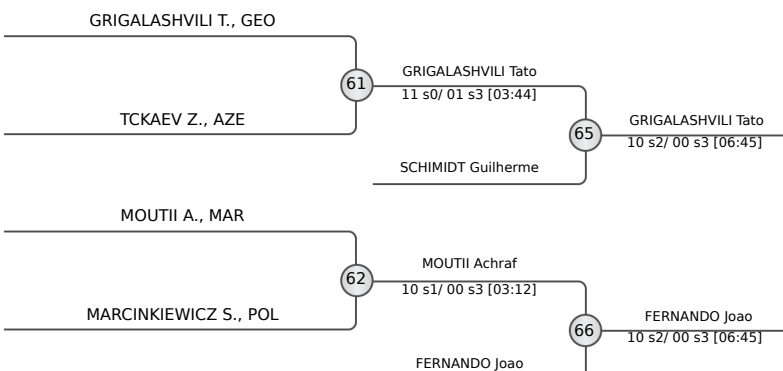 GRIGALASHVILI T., GEO
61
GRIGALASHVILI Tato
11 s0/ 01 s3 [03:44]
TCKAEV Z., AZE
65
GRIGALASHVILI Tato
10 s2/ 00 s3 [06:45]
SCHIMIDT Guilherme
MOUTII A., MAR
62
MOUTII Achraf
10 s1/ 00 s3 [03:12]
MARCINKIEWICZ S., POL
66
FERNANDO Joao
10 s2/ 00 s3 [06:45]
FERNANDO Joao